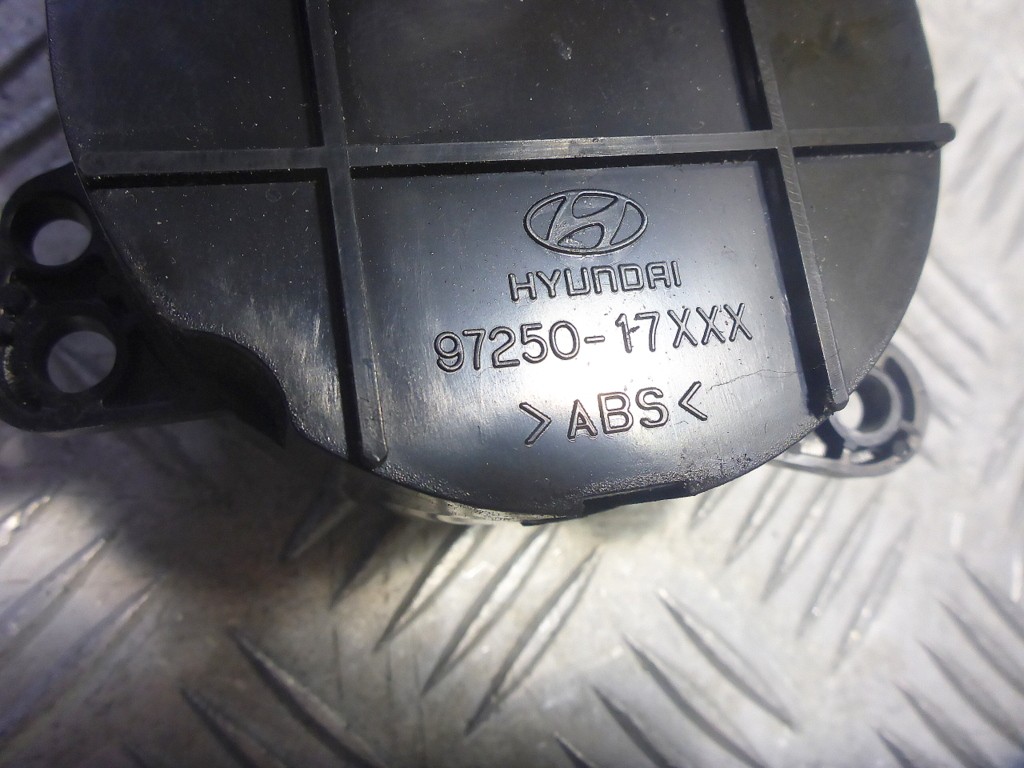 HYUNDAI
97250-17XXX
>ABS<